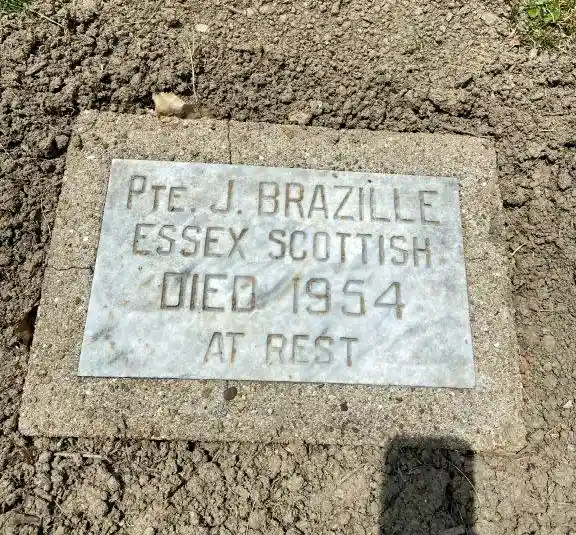 PTE. J. BRAZILLE
ESSEX SCOTTISH
DIED 1954
AT REST